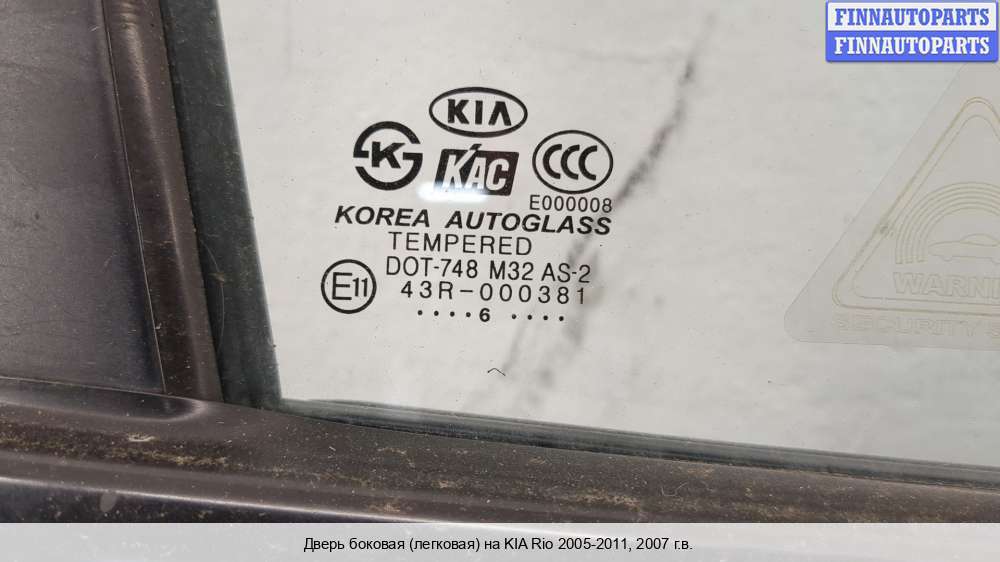 FINNAUTOPARTS
FINNAUTOPARTS
KIA
KAC
CCC
E000008
KOREA AUTOGLASS
TEMPERED
DOT-748 M32 AS-2
E11
43R-000381
....6 ....
WARNI
SECURITY S
Дверь боковая (легковая) на KIA Rio 2005-2011, 2007 г.в.